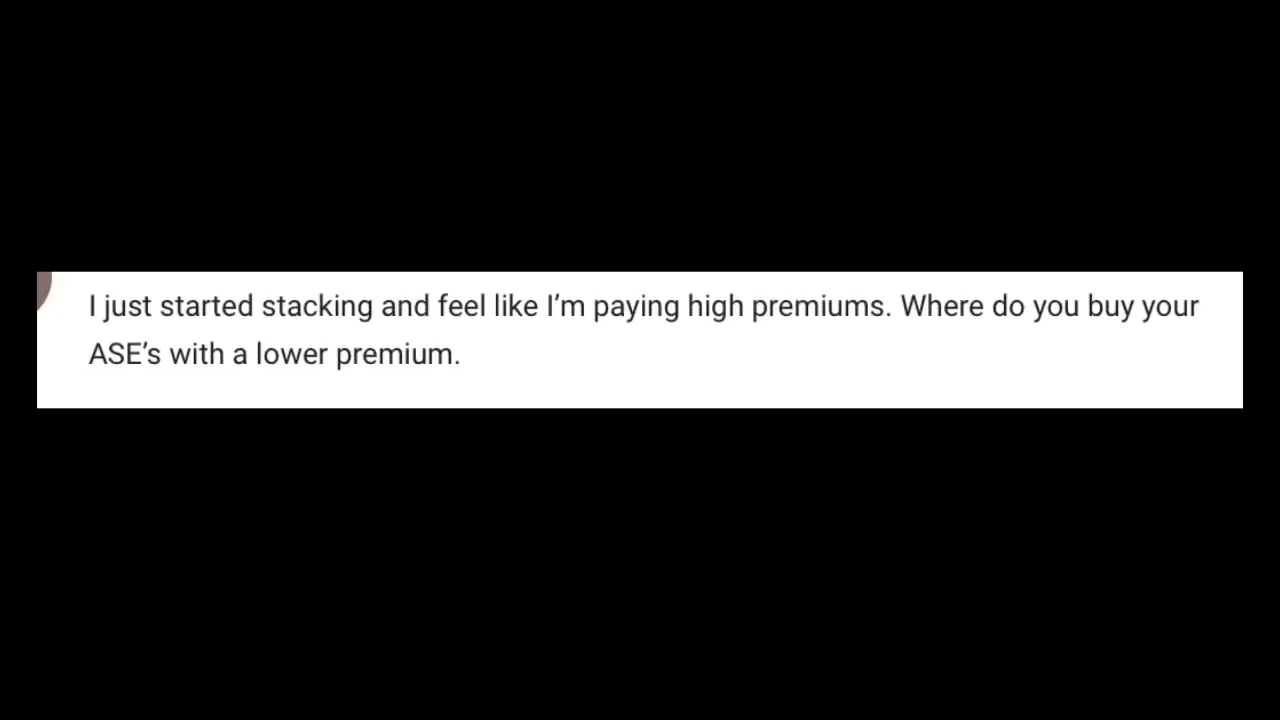 I just started stacking and feel like I’m paying high premiums. Where do you buy your
ASE’s with a lower premium.